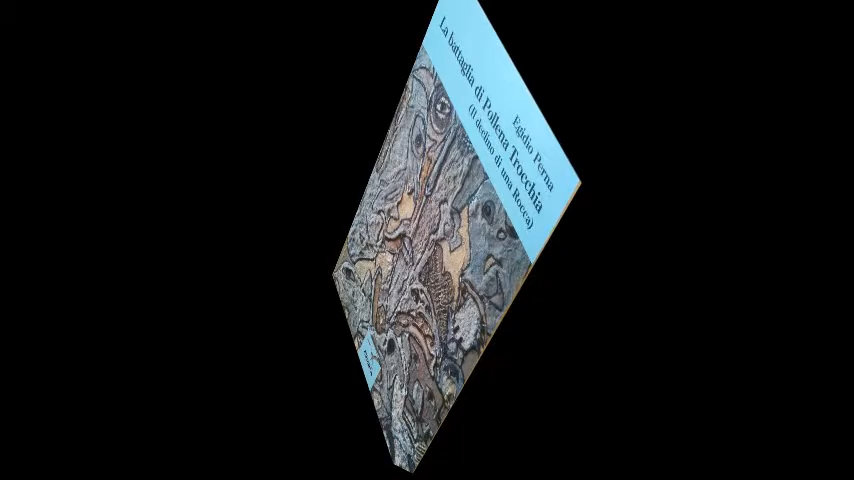 Egidio Perna
La battaglia di Pollena Trocchia
(Il declino di una Rocca)